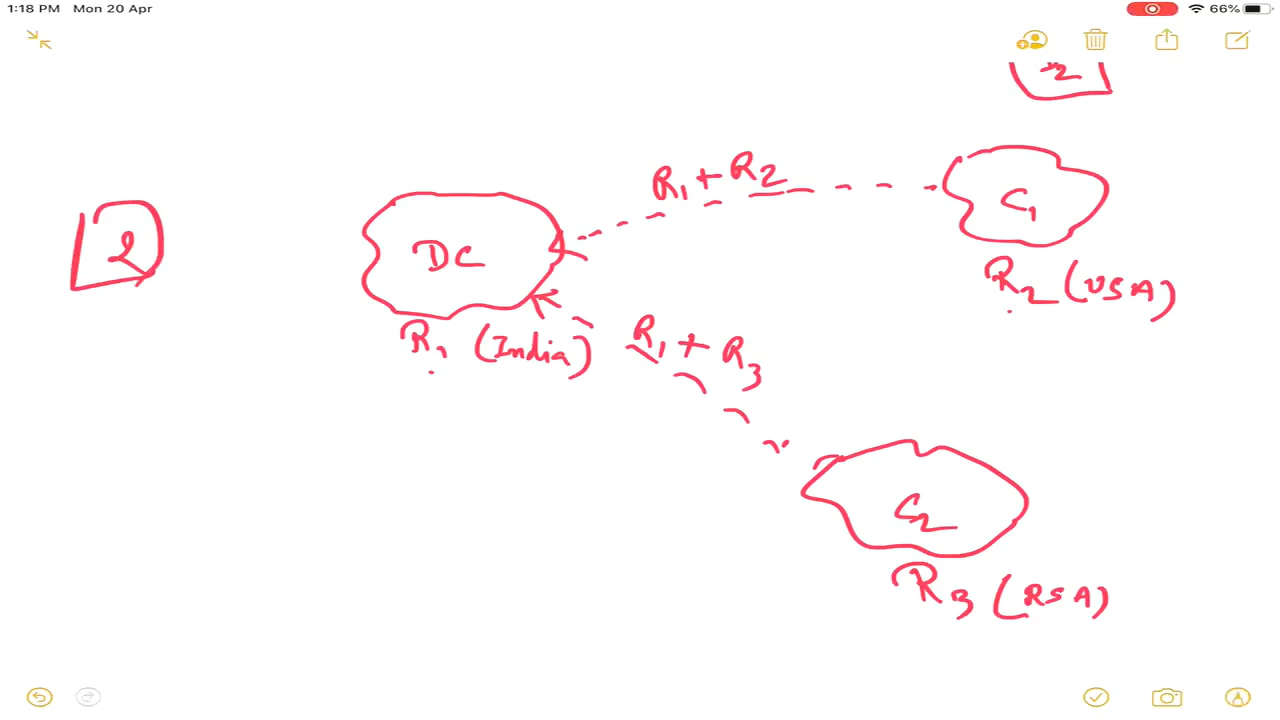 1:18 PM Mon 20 Apr
66%
2
R1 + R2
C1
2
DC
R2 (USA)
R1 (India)
R1 + R3
C2
R3 (RSA)